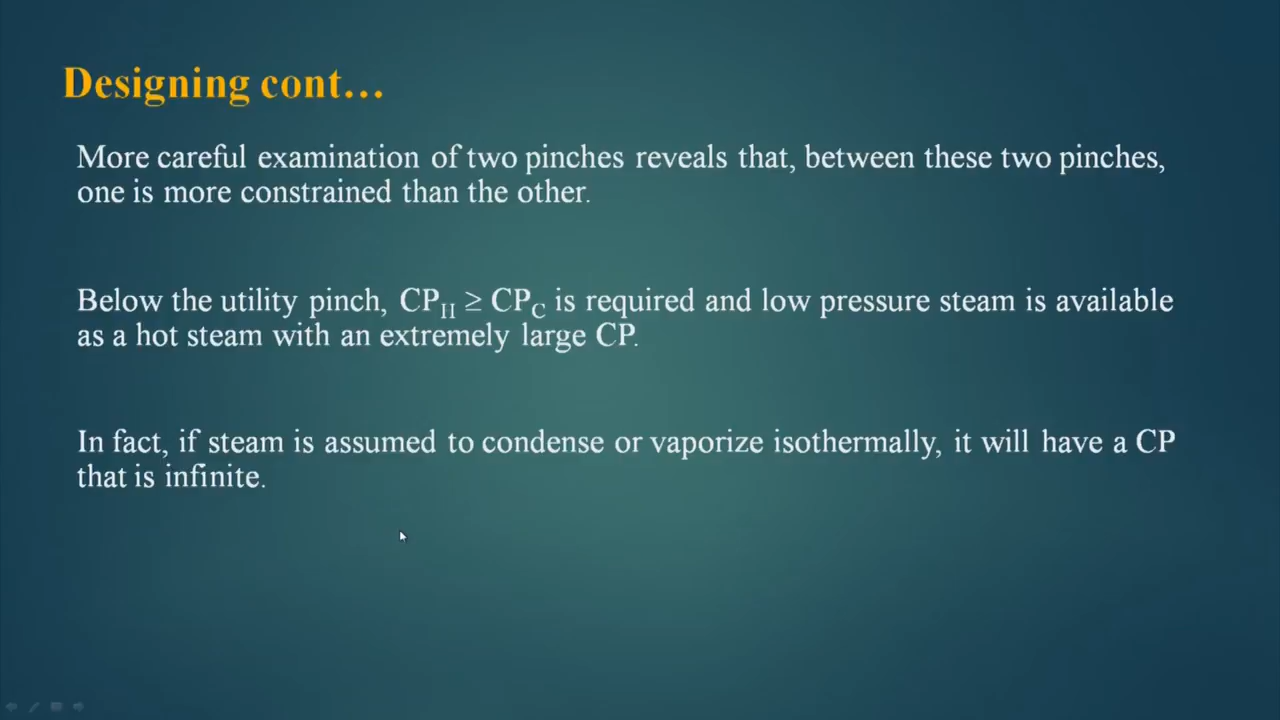 Designing cont…
More careful examination of two pinches reveals that, between these two pinches,
one is more constrained than the other.
Below the utility pinch, CPH ≥ CPC is required and low pressure steam is available
as a hot steam with an extremely large CP.
In fact, if steam is assumed to condense or vaporize isothermally, it will have a CP
that is infinite.